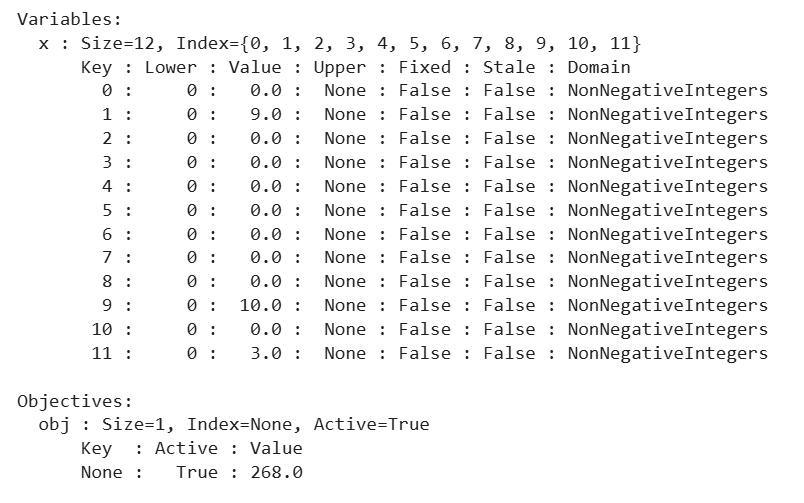 Variables:
  x : Size=12, Index={0, 1, 2, 3, 4, 5, 6, 7, 8, 9, 10, 11}
      Key : Lower : Value : Upper : Fixed : Stale : Domain
        0 :     0 :   0.0 :  None : False : False : NonNegativeIntegers
        1 :     0 :   9.0 :  None : False : False : NonNegativeIntegers
        2 :     0 :   0.0 :  None : False : False : NonNegativeIntegers
        3 :     0 :   0.0 :  None : False : False : NonNegativeIntegers
        4 :     0 :   0.0 :  None : False : False : NonNegativeIntegers
        5 :     0 :   0.0 :  None : False : False : NonNegativeIntegers
        6 :     0 :   0.0 :  None : False : False : NonNegativeIntegers
        7 :     0 :   0.0 :  None : False : False : NonNegativeIntegers
        8 :     0 :   0.0 :  None : False : False : NonNegativeIntegers
        9 :     0 :  10.0 :  None : False : False : NonNegativeIntegers
       10 :     0 :   0.0 :  None : False : False : NonNegativeIntegers
       11 :     0 :   3.0 :  None : False : False : NonNegativeIntegers

Objectives:
  obj : Size=1, Index=None, Active=True
      Key  : Active : Value
      None :   True : 268.0